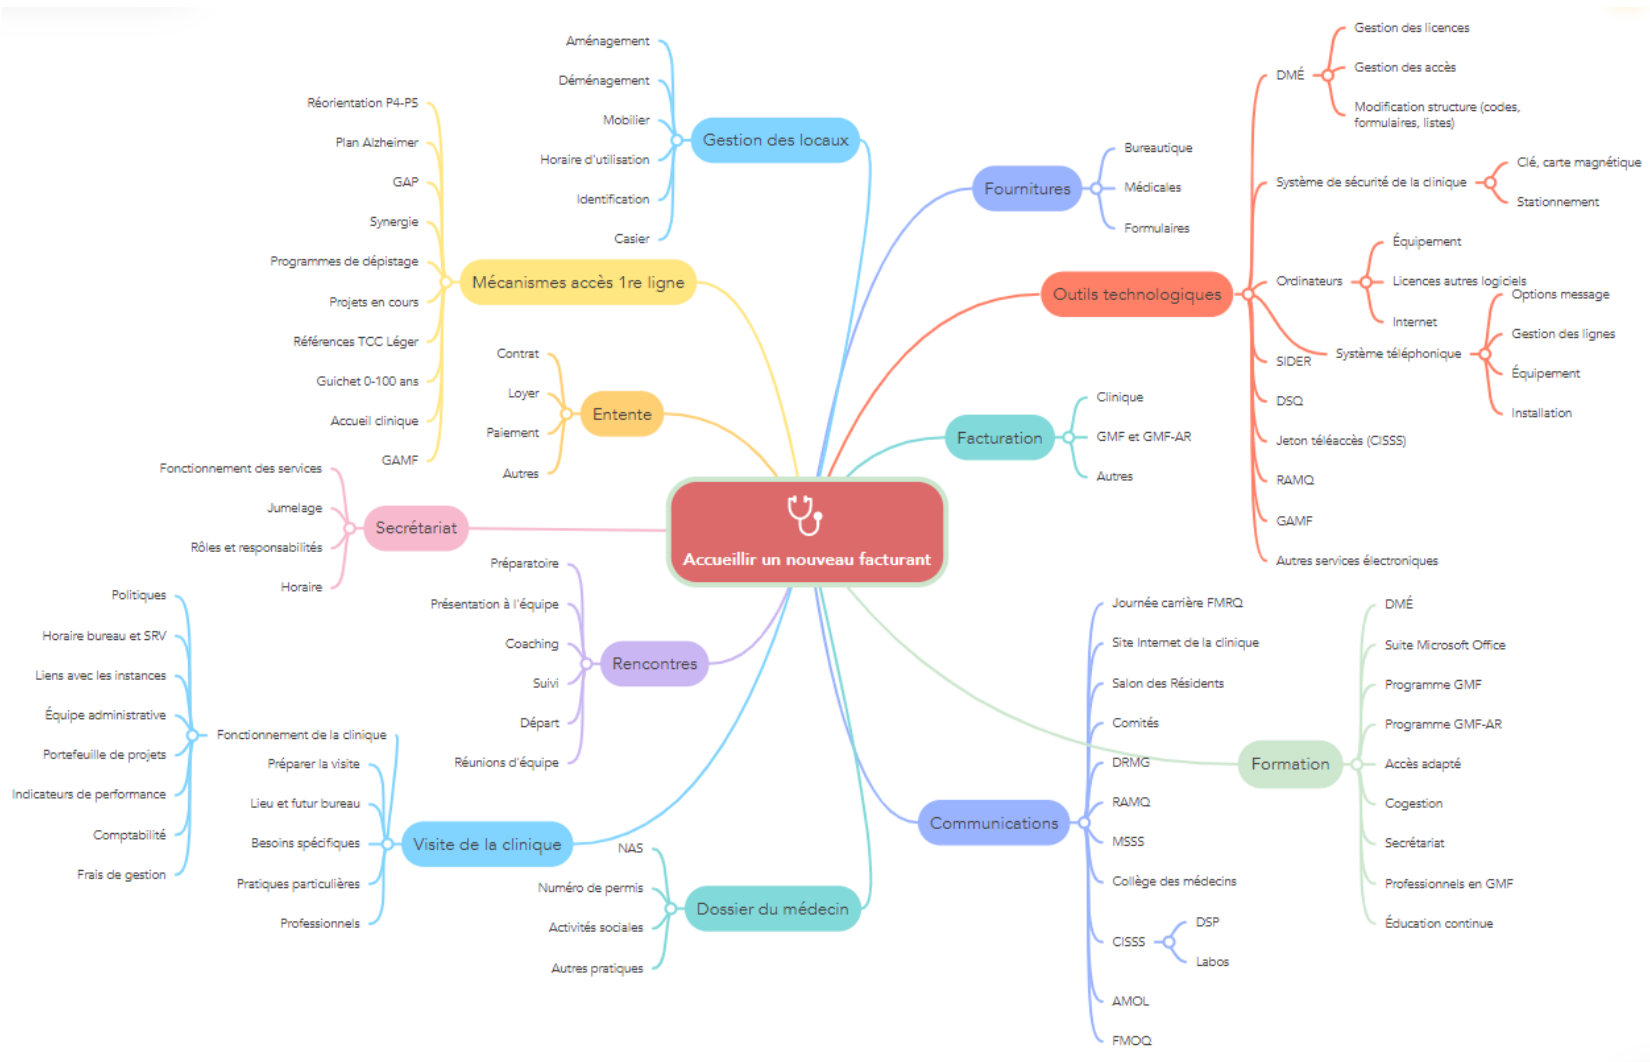 Accueillir un nouveau facturant
Gestion des locaux
Aménagement
Déménagement
Mobilier
Horaire d'utilisation
Identification
Casier
Mécanismes accès 1re ligne
Réorientation P4-P5
Plan Alzheimer
GAP
Synergie
Programmes de dépistage
Projets en cours
Références TCC Léger
Guichet 0-100 ans
Accueil clinique
GAMF
Entente
Contrat
Loyer
Paiement
Autres
Secrétariat
Fonctionnement des services
Jumelage
Rôles et responsabilités
Horaire
Rencontres
Préparatoire
Présentation à l'équipe
Coaching
Suivi
Départ
Réunions d'équipe
Visite de la clinique
Fonctionnement de la clinique
Politiques
Horaire bureau et SRV
Liens avec les instances
Équipe administrative
Portefeuille de projets
Indicateurs de performance
Comptabilité
Frais de gestion
Préparer la visite
Lieu et futur bureau
Besoins spécifiques
Pratiques particulières
Professionnels
Dossier du médecin
NAS
Numéro de permis
Activités sociales
Autres pratiques
Fournitures
Bureautique
Médicales
Formulaires
Outils technologiques
DMÉ
Gestion des licences
Gestion des accès
Modification structure (codes,
formulaires, listes)
Système de sécurité de la clinique
Clé, carte magnétique
Stationnement
Ordinateurs
Équipement
Licences autres logiciels
Internet
Système téléphonique
Options message
Gestion des lignes
Équipement
Installation
SIDER
DSQ
Jeton téléaccès (CISSS)
RAMQ
GAMF
Autres services électroniques
Facturation
Clinique
GMF et GMF-AR
Autres
Formation
DMÉ
Suite Microsoft Office
Programme GMF
Programme GMF-AR
Accès adapté
Cogestion
Secrétariat
Professionnels en GMF
Éducation continue
Communications
Journée carrière FMRQ
Site Internet de la clinique
Salon des Résidents
Comités
DRMG
RAMQ
MSSS
Collège des médecins
CISSS
DSP
Labos
AMOL
FMOQ